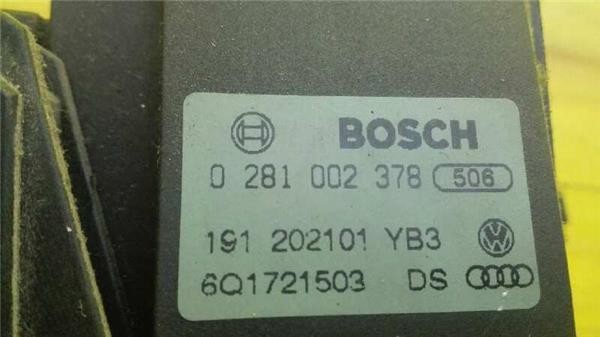 BOSCH
0 281 002 378 506
191 202101 YB3
6Q1721503 DS